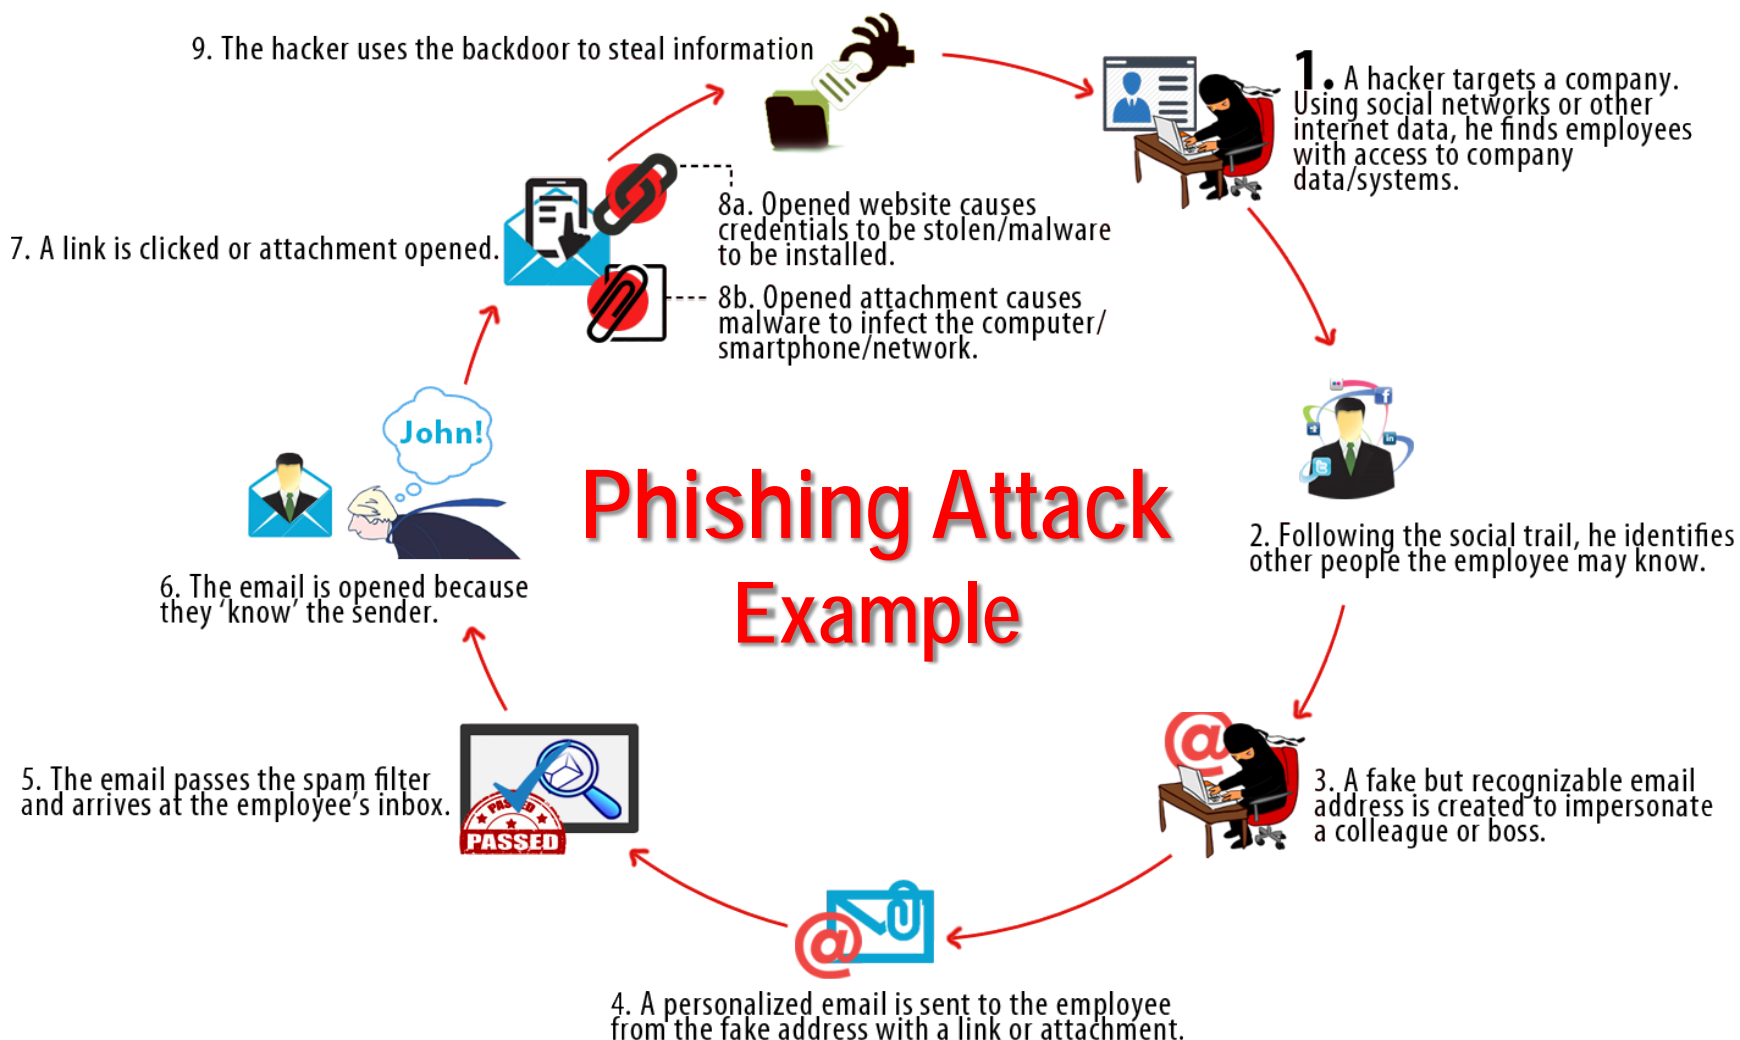 9. The hacker uses the backdoor to steal information
1. A hacker targets a company.
Using social networks or other
internet data, he finds employees
with access to company
data/systems.
8a. Opened website causes
credentials to be stolen/malware
to be installed.
7. A link is clicked or attachment opened.
8b. Opened attachment causes
malware to infect the computer/
smartphone/network.
John!
f
in
t
Phishing Attack
Example
2. Following the social trail, he identifies
other people the employee may know.
6. The email is opened because
they ‘know’ the sender.
@
3. A fake but recognizable email
address is created to impersonate
a colleague or boss.
5. The email passes the spam filter
and arrives at the employee’s inbox.
PASSED
PASSED
@
4. A personalized email is sent to the employee
from the fake address with a link or attachment.